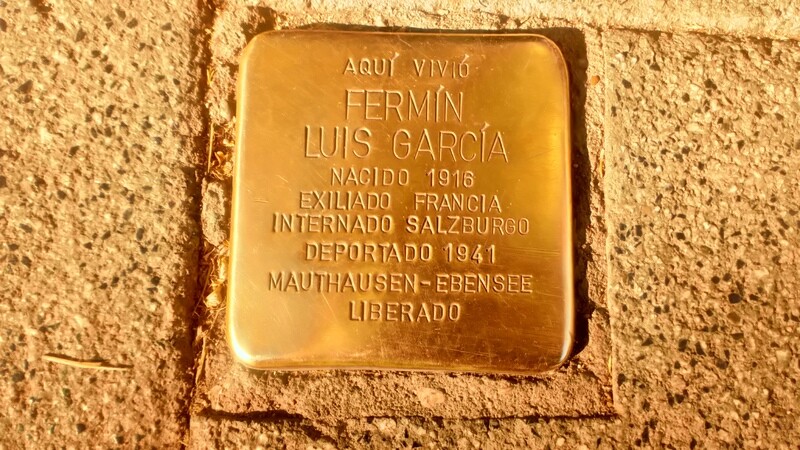 AQUÍ VIVIÓ
FERMÍN
LUIS GARCÍA
NACIDO 1916
EXILIADO FRANCIA
INTERNADO SALZBURGO
DEPORTADO 1941
MAUTHAUSEN-EBENSEE
LIBERADO